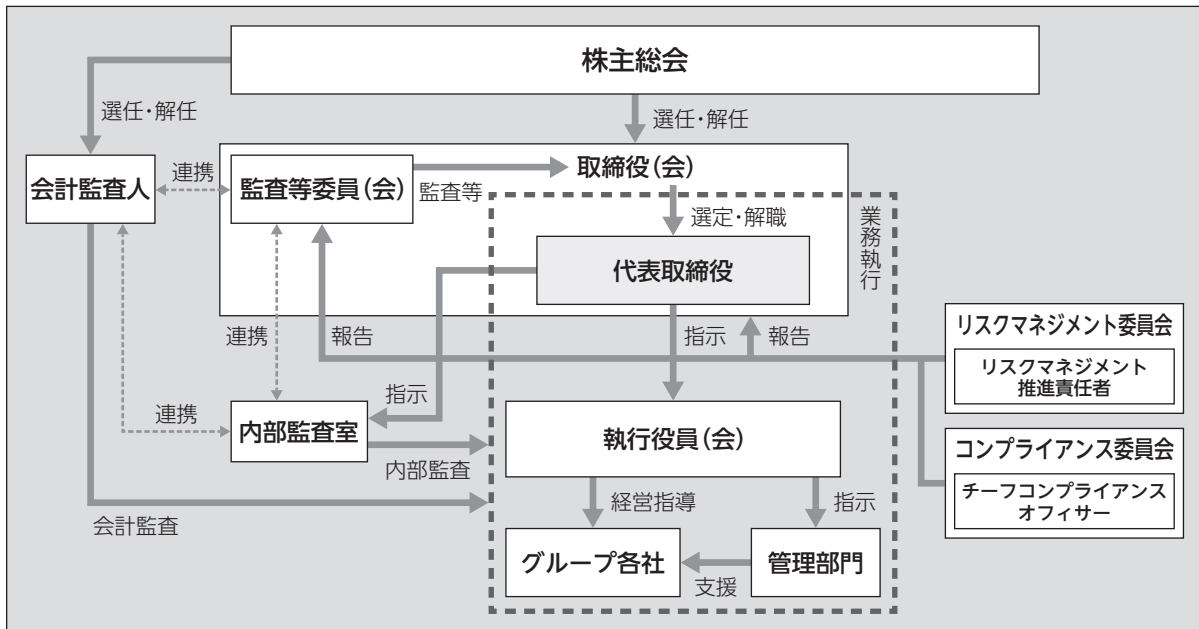 株主総会
選任・解任
選任・解任
会計監査人
連携
監査等委員(会)
監査等
取締役(会)
選定・解職
業務執行
代表取締役
連携
報告
指示
報告
リスクマネジメント委員会
リスクマネジメント
推進責任者
指示
連携
内部監査室
内部監査
執行役員(会)
コンプライアンス委員会
チーフコンプライアンス
オフィサー
会計監査
経営指導
指示
グループ各社
支援
管理部門